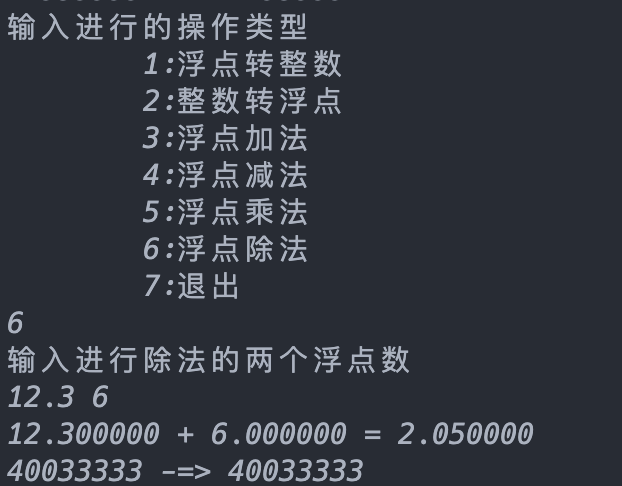 输入进行的操作类型
1:浮点转整数
2:整数转浮点
3:浮点加法
4:浮点减法
5:浮点乘法
6:浮点除法
7:退出
6
输入进行除法的两个浮点数
12.3 6
12.300000 + 6.000000 = 2.050000
40033333 -=> 40033333